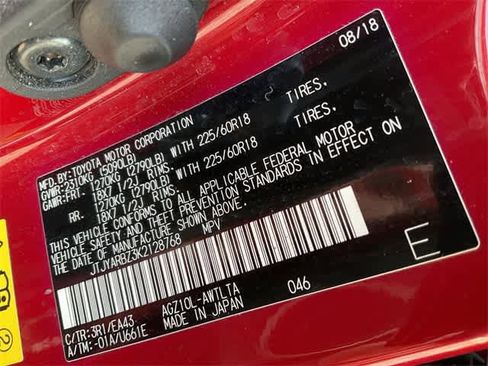 MFD.BY:TOYOTA MOTOR CORPORATION 08/18
GVWR:2310KG (5090LB)
GAWR:FRT. 1270KG (2790LB) WITH 225/60R18 TIRES,
18X7 1/2J RIM,
RR. 1270KG (2790LB) WITH 225/60R18 TIRES,
18X7 1/2J RIM,
THIS VEHICLE CONFORMS TO ALL APPLICABLE FEDERAL MOTOR
VEHICLE SAFETY AND THEFT PREVENTION STANDARDS IN EFFECT ON
THE DATE OF MANUFACTURE SHOWN ABOVE.
JTJYARBZ3K2128768 MPV
E
C/TR:3R1/EA43 AGZ10L-AWTLTA 046
A/TM:-01A/U661E MADE IN JAPAN
2